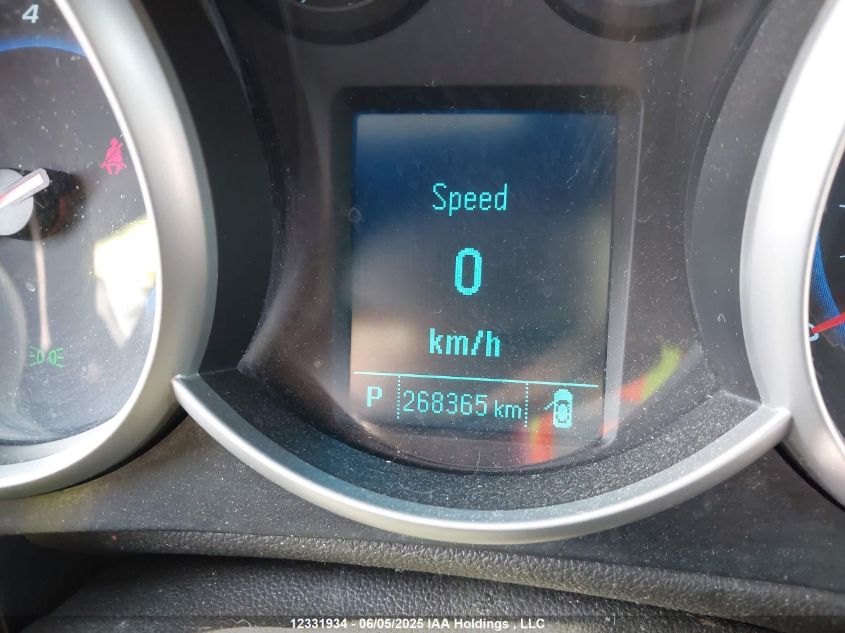 4
Speed
0
km/h
P 268365 km
12331934 - 06/05/2025 IAA Holdings , LLC